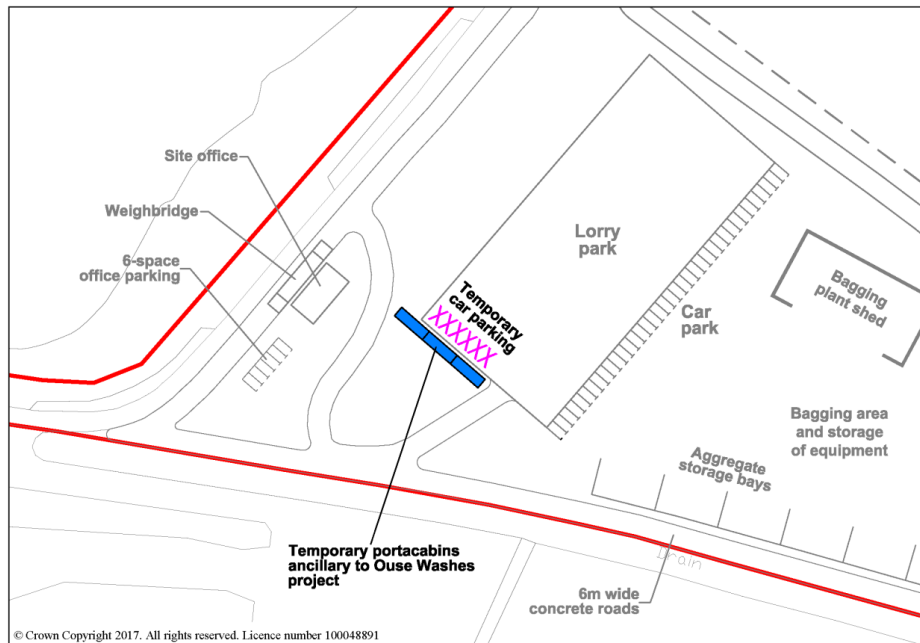 Site office
Weighbridge
6-space
office parking
Temporary
car parking
Lorry
park
Car
park
Bagging
plant shed
Bagging area
and storage
of equipment
Aggregate
storage bays
Temporary portacabins
ancillary to Ouse Washes
project
Drain
6m wide
concrete roads
© Crown Copyright 2017. All rights reserved. Licence number 100048891